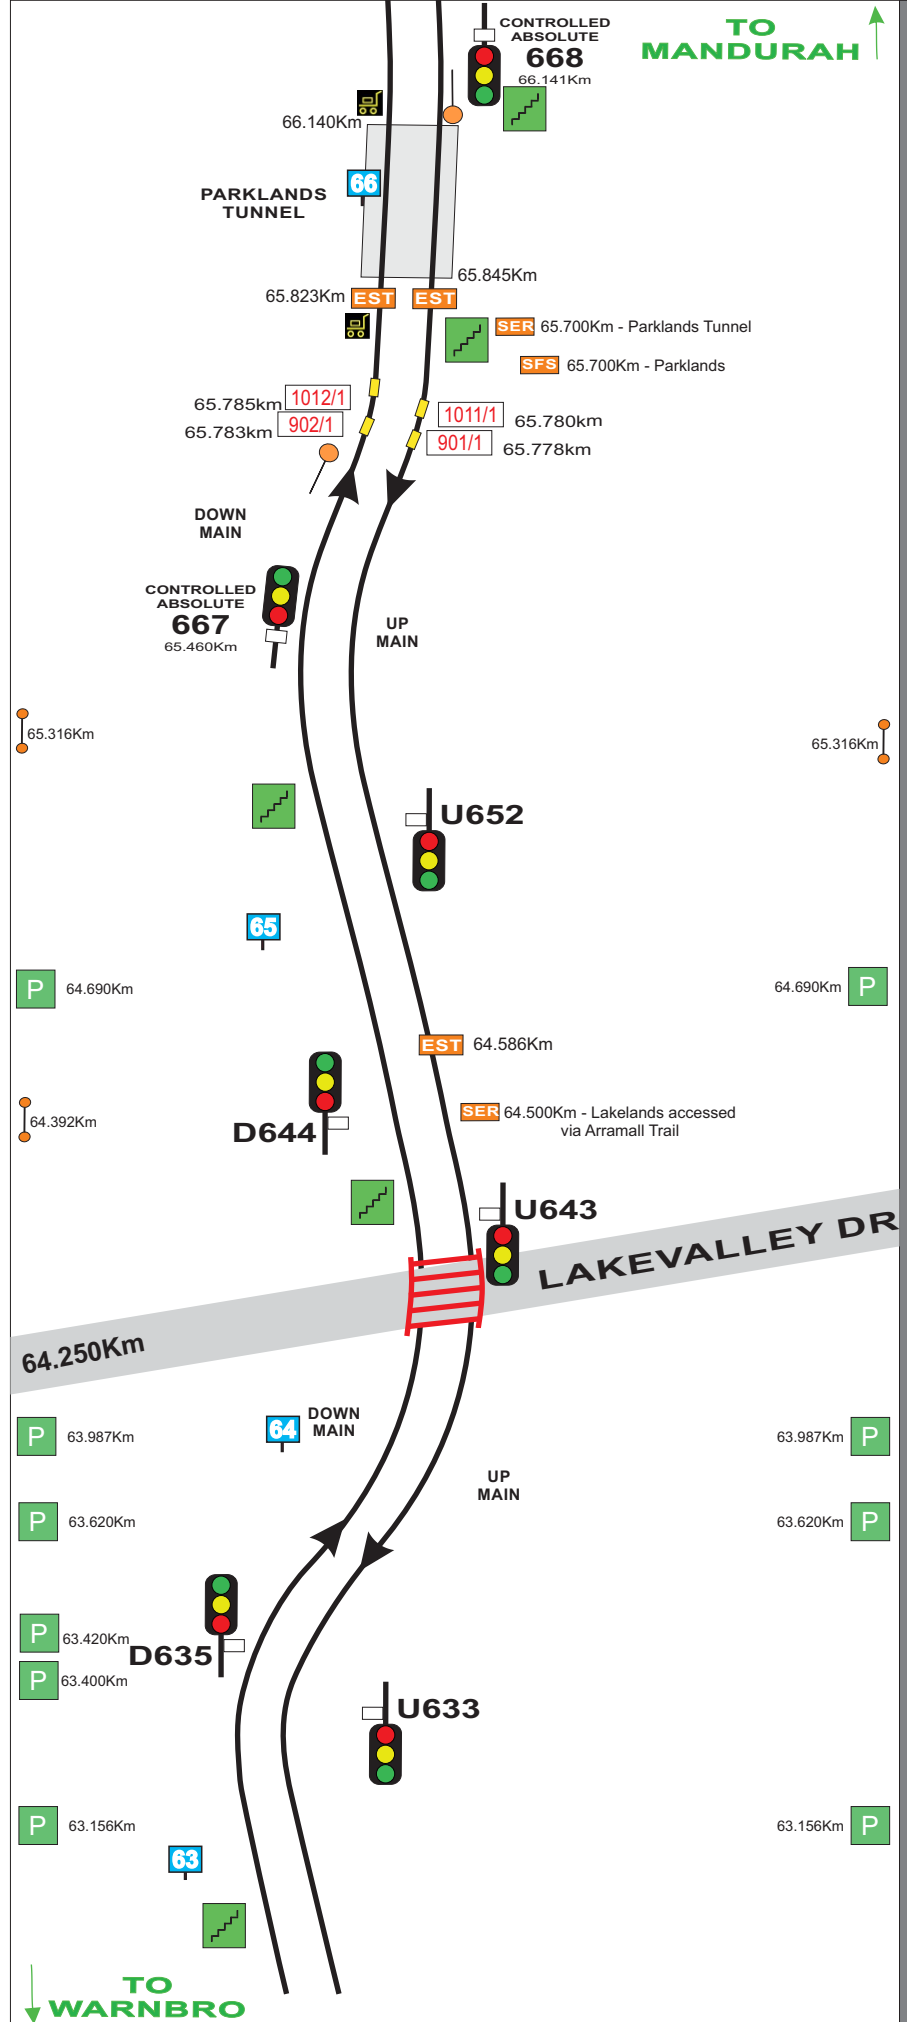 CONTROLLED
ABSOLUTE
668
66.141Km
TO
MANDURAH
66.140Km
66
PARKLANDS
TUNNEL
65.845Km
65.823Km
EST
EST
SER
65.700Km - Parklands Tunnel
SFS
65.700Km - Parklands
65.785km
1012/1
65.783km
902/1
1011/1
65.780km
901/1
65.778km
DOWN
MAIN
CONTROLLED
ABSOLUTE
667
65.460Km
UP
MAIN
65.316Km
65.316Km
U652
65
P
64.690Km
64.690Km
P
EST
64.586Km
64.392Km
D644
SER
64.500Km - Lakelands accessed
via Arramall Trail
U643
LAKEVALLEY DR
64.250Km
64
DOWN
MAIN
P
63.987Km
63.987Km
P
UP
MAIN
P
63.620Km
63.620Km
P
P
63.420Km
D635
P
63.400Km
U633
P
63.156Km
63.156Km
P
63
TO
WARNBRO